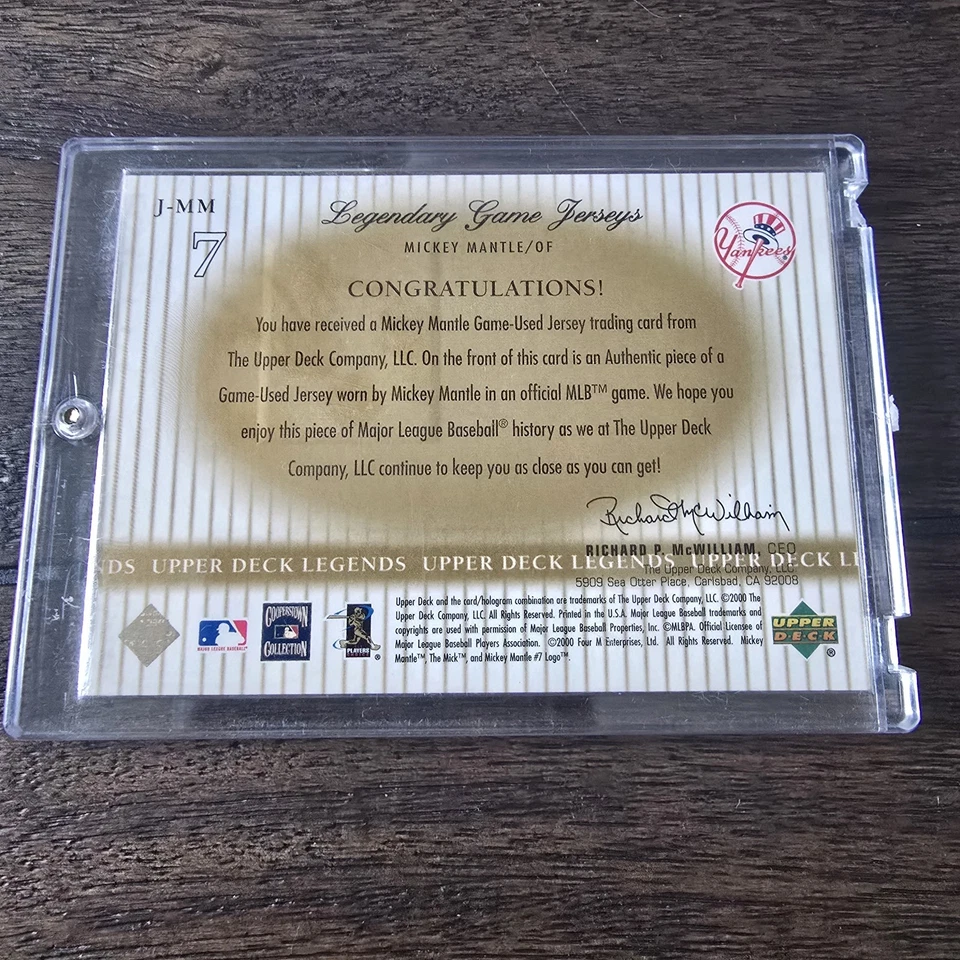 J-MM
7
Legendary Game Jerseys
MICKEY MANTLE/OF
Yankees
CONGRATULATIONS!
You have received a Mickey Mantle Game-Used Jersey trading card from
The Upper Deck Company, LLC. On the front of this card is an Authentic piece of a
Game-Used Jersey worn by Mickey Mantle in an official MLB™ game. We hope you
enjoy this piece of Major League Baseball® history as we at The Upper Deck
Company, LLC continue to keep you as close as you can get!
Richard McWilliam
RICHARD P. McWILLIAM, CEO
The Upper Deck Company, LLC.
5909 Sea Otter Place, Carlsbad, CA 92008
NDS UPPER DECK LEGENDS UPPER DECK LEGENDS UPPER DECK LE
Upper Deck and the card/hologram combination are trademarks of The Upper Deck Company, LLC. ©2000 The
Upper Deck Company, LLC. All Rights Reserved. Printed in the U.S.A. Major League Baseball trademarks and
copyrights are used with permission of Major League Baseball Properties, Inc. ©MLBPA. Official Licensee of
Major League Baseball Players Association. ©2000 Four M Enterprises, Ltd. All Rights Reserved. Mickey
Mantle™, The Mick™, and Mickey Mantle #7 Logo™.
MAJOR LEAGUE BASEBALL
COOPERSTOWN
COLLECTION
PLAYERS
®
UPPER
DECK
®